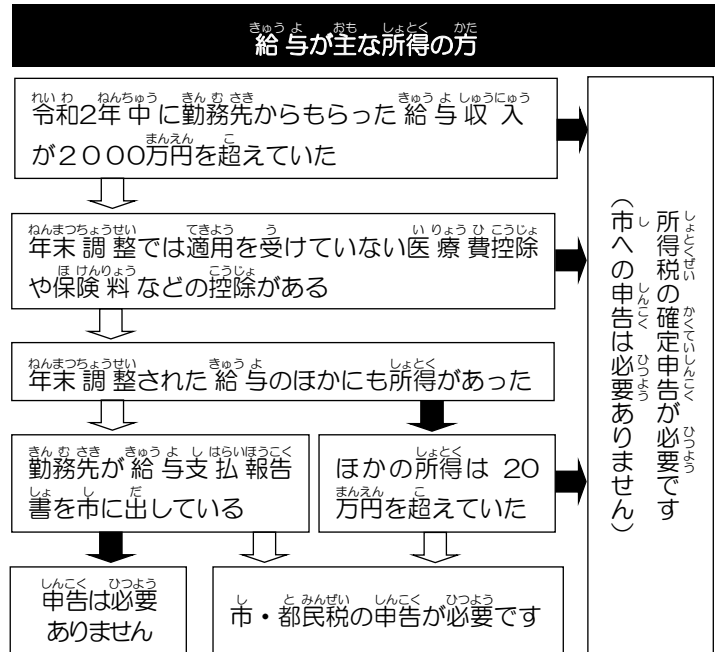 給与が主な所得の方
令和2年中に勤務先からもらった給与収入
が2000万円を超えていた
年末調整では適用を受けていない医療費控除
や保険料などの控除がある
年末調整された給与のほかにも所得があった
勤務先が給与支払報告
書を市に出している
ほかの所得は 20
万円を超えていた
申告は必要
ありません
市・都民税の申告が必要です
所得税の確定申告が必要です
(市への申告は必要ありません)